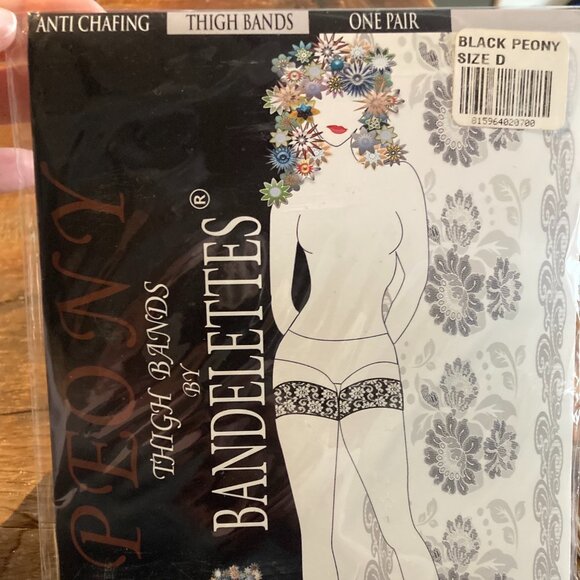 ANTI CHAFING
THIGH BANDS
ONE PAIR
BLACK PEONY
SIZE D
815964020700
PEONY
THIGH BANDS
BY
BANDELETTES®